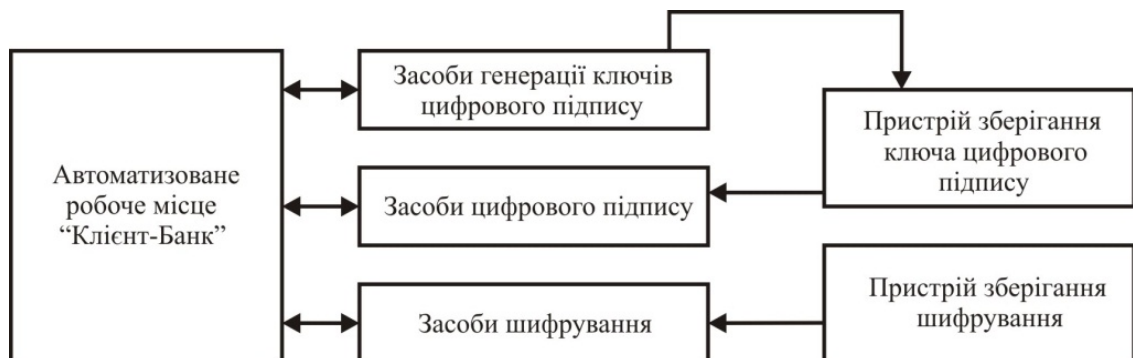 Автоматизоване
робоче місце
“Клієнт-Банк”
Засоби генерації ключів
цифрового підпису
Засоби цифрового підпису
Засоби шифрування
Пристрій зберігання
ключа цифрового
підпису
Пристрій зберігання
шифрування